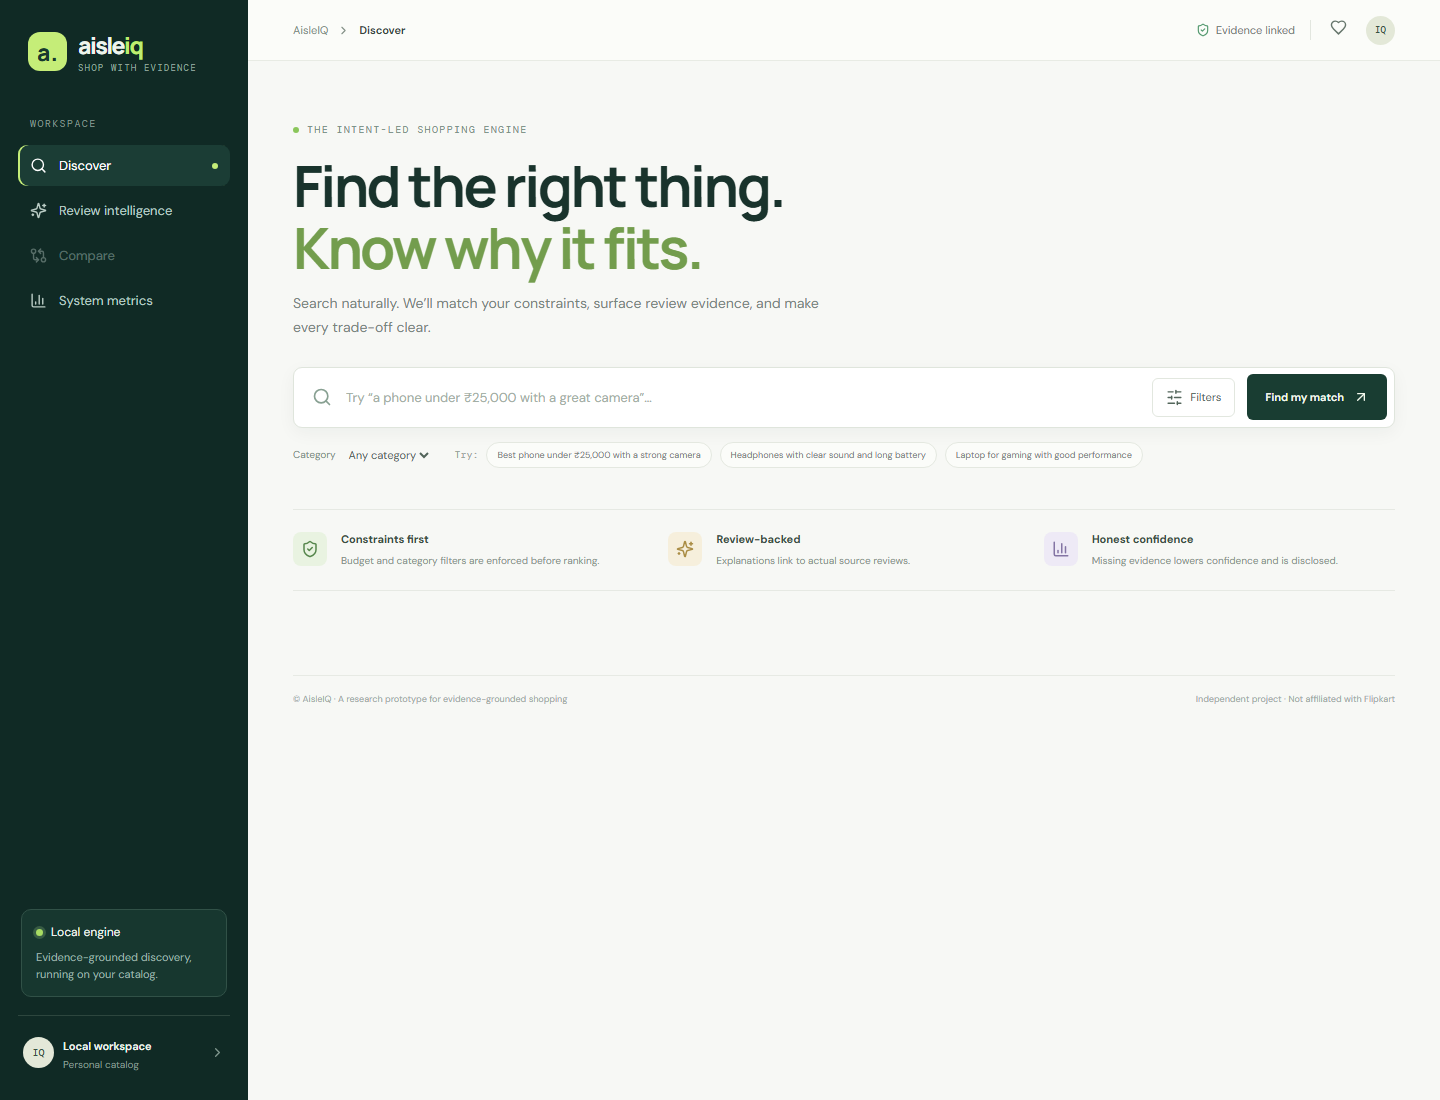 a.
aisleiq
SHOP WITH EVIDENCE
WORKSPACE
Discover
Review intelligence
Compare
System metrics
Local engine
Evidence-grounded discovery,
running on your catalog.
IQ
Local workspace
Personal catalog
AisleIQ
Discover
Evidence linked
IQ
THE INTENT-LED SHOPPING ENGINE
Find the right thing.
Know why it fits.
Search naturally. We’ll match your constraints, surface review evidence, and make
every trade-off clear.
Try “a phone under ₹25,000 with a great camera”…
Filters
Find my match
Category
Any category
Try:
Best phone under ₹25,000 with a strong camera
Headphones with clear sound and long battery
Laptop for gaming with good performance
Constraints first
Budget and category filters are enforced before ranking.
Review-backed
Explanations link to actual source reviews.
Honest confidence
Missing evidence lowers confidence and is disclosed.
© AisleIQ · A research prototype for evidence-grounded shopping
Independent project · Not affiliated with Flipkart